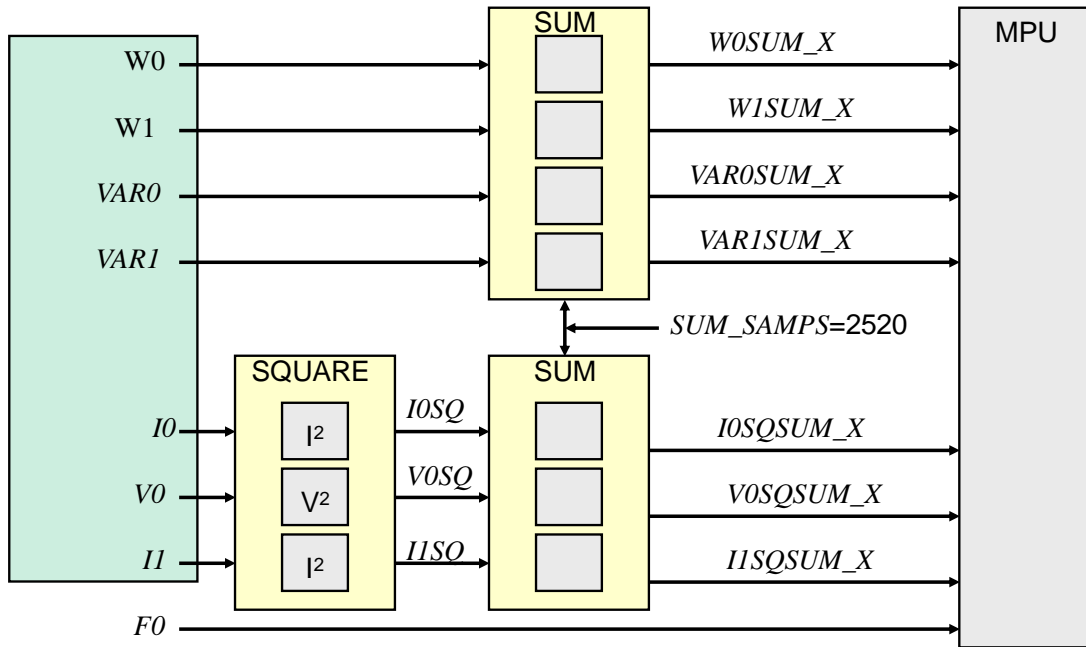 SUM
MPU
W0
W0SUM_X
W1
W1SUM_X
VAR0
VAR0SUM_X
VAR1
VAR1SUM_X
SUM_SAMPS=2520
SQUARE
SUM
I0
I²
I0SQ
I0SQSUM_X
V0
V²
V0SQ
V0SQSUM_X
I1
I²
I1SQ
I1SQSUM_X
F0